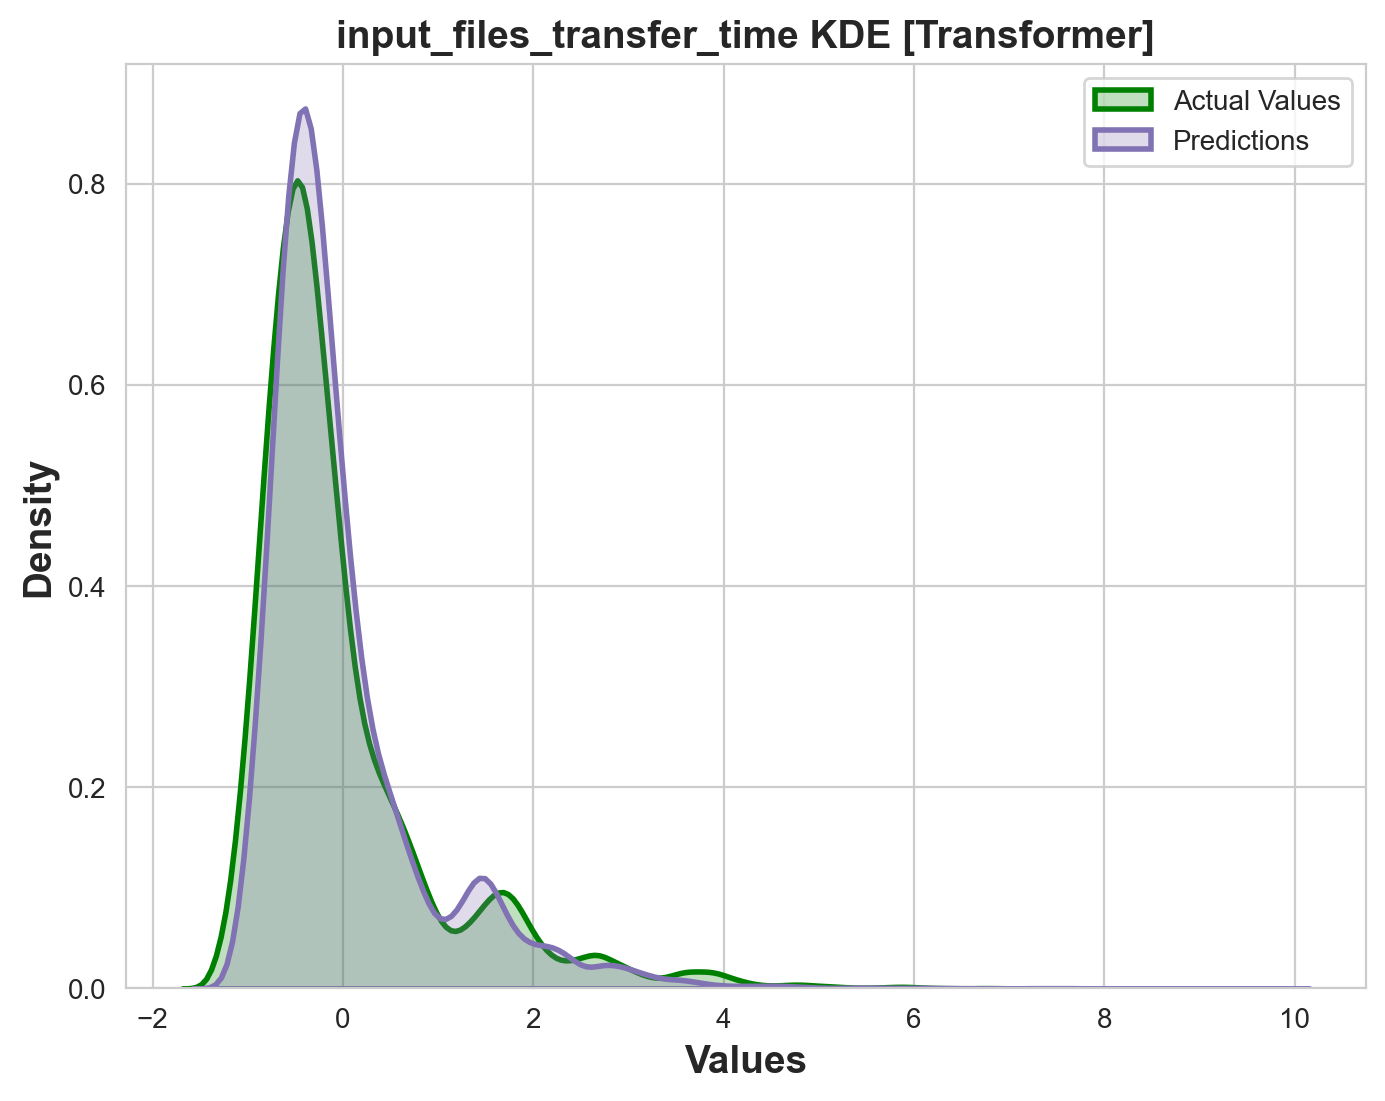 input_files_transfer_time KDE [Transformer]
Actual Values
Predictions
Density
0.8
0.6
0.4
0.2
0.0
−2 0 2 4 6 8 10
Values